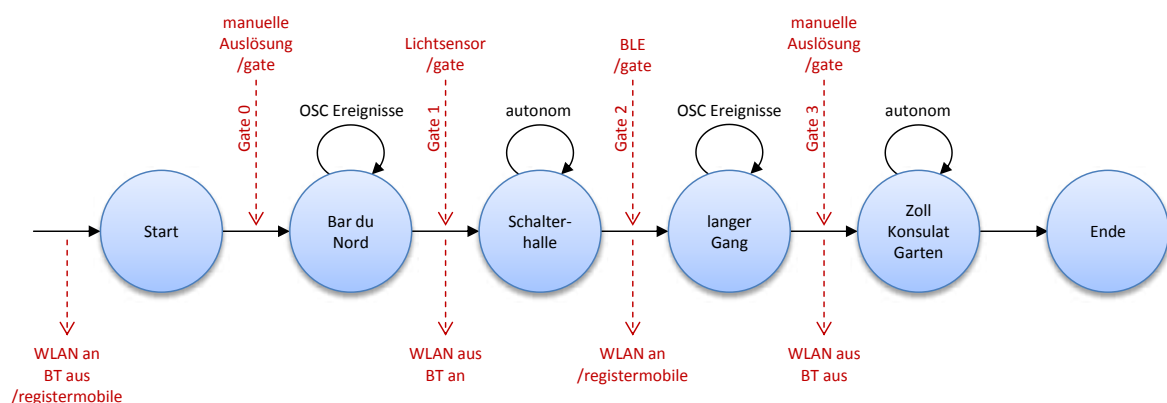 manuelle
Auslösung
/gate
Lichtsensor
/gate
BLE
/gate
manuelle
Auslösung
/gate
Gate 0
Gate 1
Gate 2
Gate 3
OSC Ereignisse
autonom
OSC Ereignisse
autonom
Start
Bar du
Nord
Schalter-
halle
langer
Gang
Zoll
Konsulat
Garten
Ende
WLAN an
BT aus
/registermobile
WLAN aus
BT an
WLAN an
/registermobile
WLAN aus
BT aus